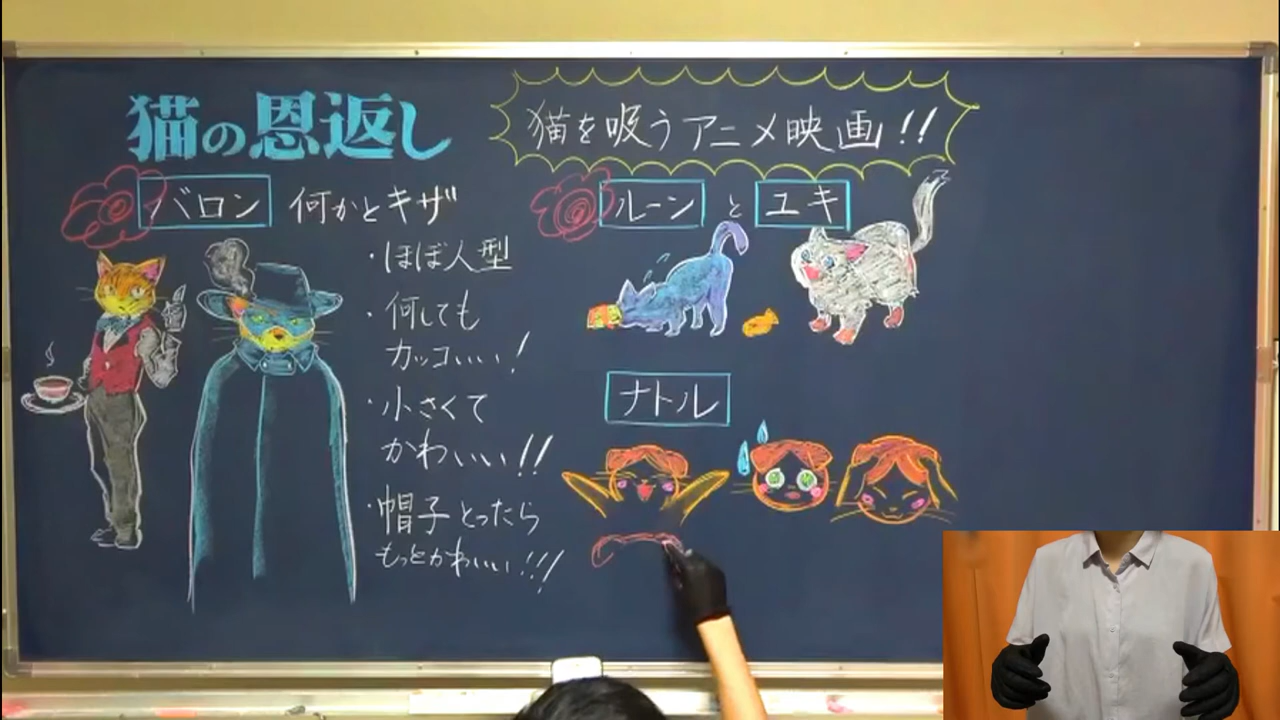 猫の恩返し
猫を吸うアニメ映画!!
バロン 何かとキザ
・ほぼ人型
・何しても
カッコいい!
・小さくて
かわいい!!
・帽子とったら
もっとかわいい!!!
ルーン と ユキ
ナトル